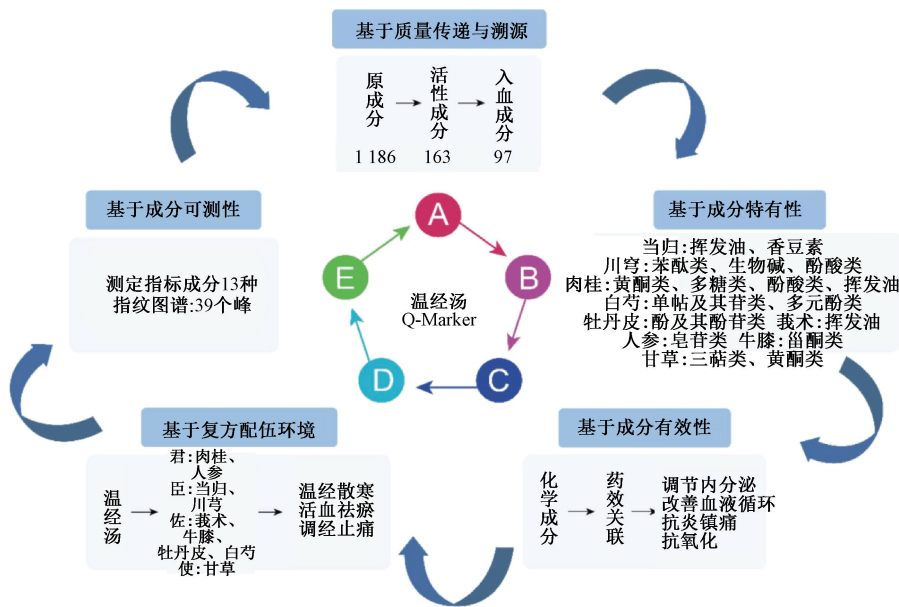 基于质量传递与溯源
原成分 → 活性成分 → 入血成分
1 186 163 97
基于成分可测性
测定指标成分13种
指纹图谱:39个峰
基于成分特有性
当归:挥发油、香豆素
川芎:苯酞类、生物碱、酚酸类
肉桂:黄酮类、多糖类、酚酸类、挥发油
白芍:单帖及其苷类、多元酚类
牡丹皮:酚及其酚苷类 莪术:挥发油
人参:皂苷类 牛膝:甾酮类
甘草:三萜类、黄酮类
A
B
C
D
E
温经汤
Q-Marker
基于复方配伍环境
温经汤
君:肉桂、
人参
臣:当归、
川芎
佐:莪术、
牛膝、
牡丹皮、白芍
使:甘草
温经散寒
活血祛瘀
调经止痛
基于成分有效性
化学成分 → 药效关联
调节内分泌
改善血液循环
抗炎镇痛
抗氧化